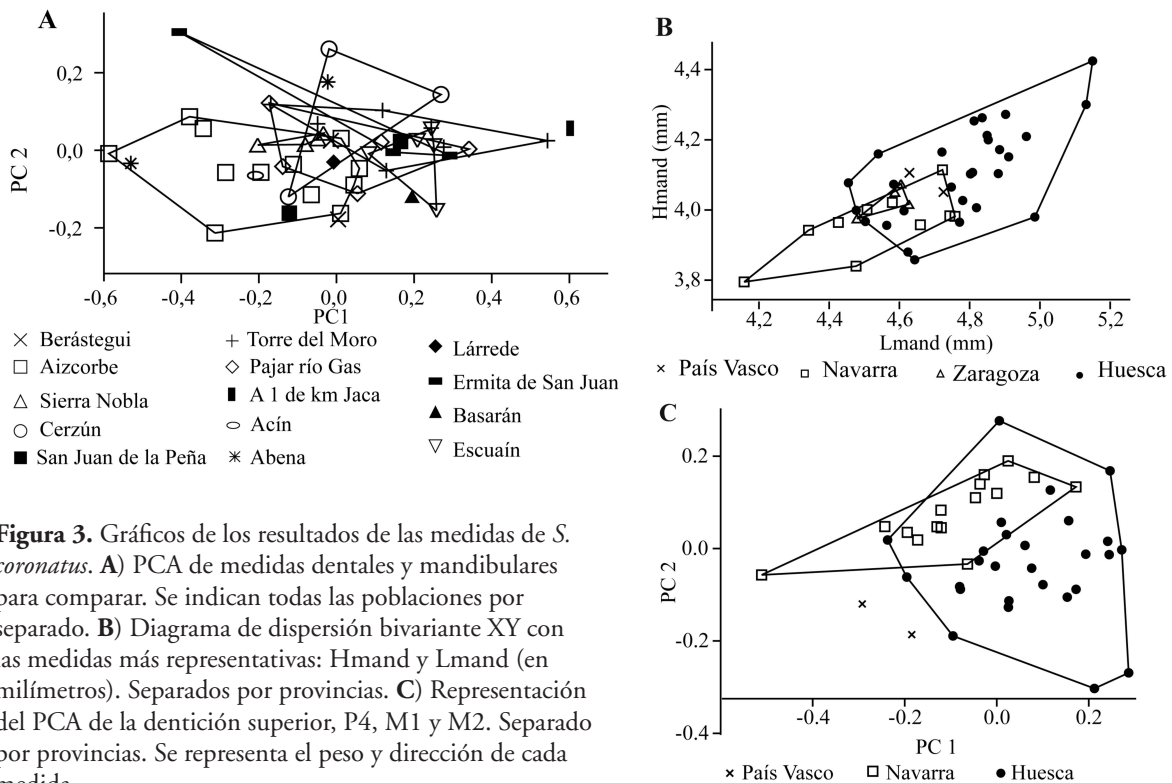 A
0,2
0,0
-0,2
PC 2
-0,6 -0,4 -0,2 0,0 0,2 0,4 0,6
PC1
Berástegui
Aizcorbe
Sierra Nobla
Cerzún
San Juan de la Peña
Torre del Moro
Pajar río Gas
A 1 de km Jaca
Acín
Abena
Lárrede
Ermita de San Juan
Basarán
Escuaín
B
4,4
4,2
4,0
3,8
Hmand (mm)
4,2 4,4 4,6 4,8 5,0 5,2
Lmand (mm)
País Vasco Navarra Zaragoza Huesca
C
0.2
0.0
-0.2
-0.4
PC 2
-0.4 -0.2 0.0 0.2
PC 1
País Vasco Navarra Huesca
Figura 3. Gráficos de los resultados de las medidas de S.
coronatus. A) PCA de medidas dentales y mandibulares
para comparar. Se indican todas las poblaciones por
separado. B) Diagrama de dispersión bivariante XY con
las medidas más representativas: Hmand y Lmand (en
milímetros). Separados por provincias. C) Representación
del PCA de la dentición superior, P4, M1 y M2. Separado
por provincias. Se representa el peso y dirección de cada